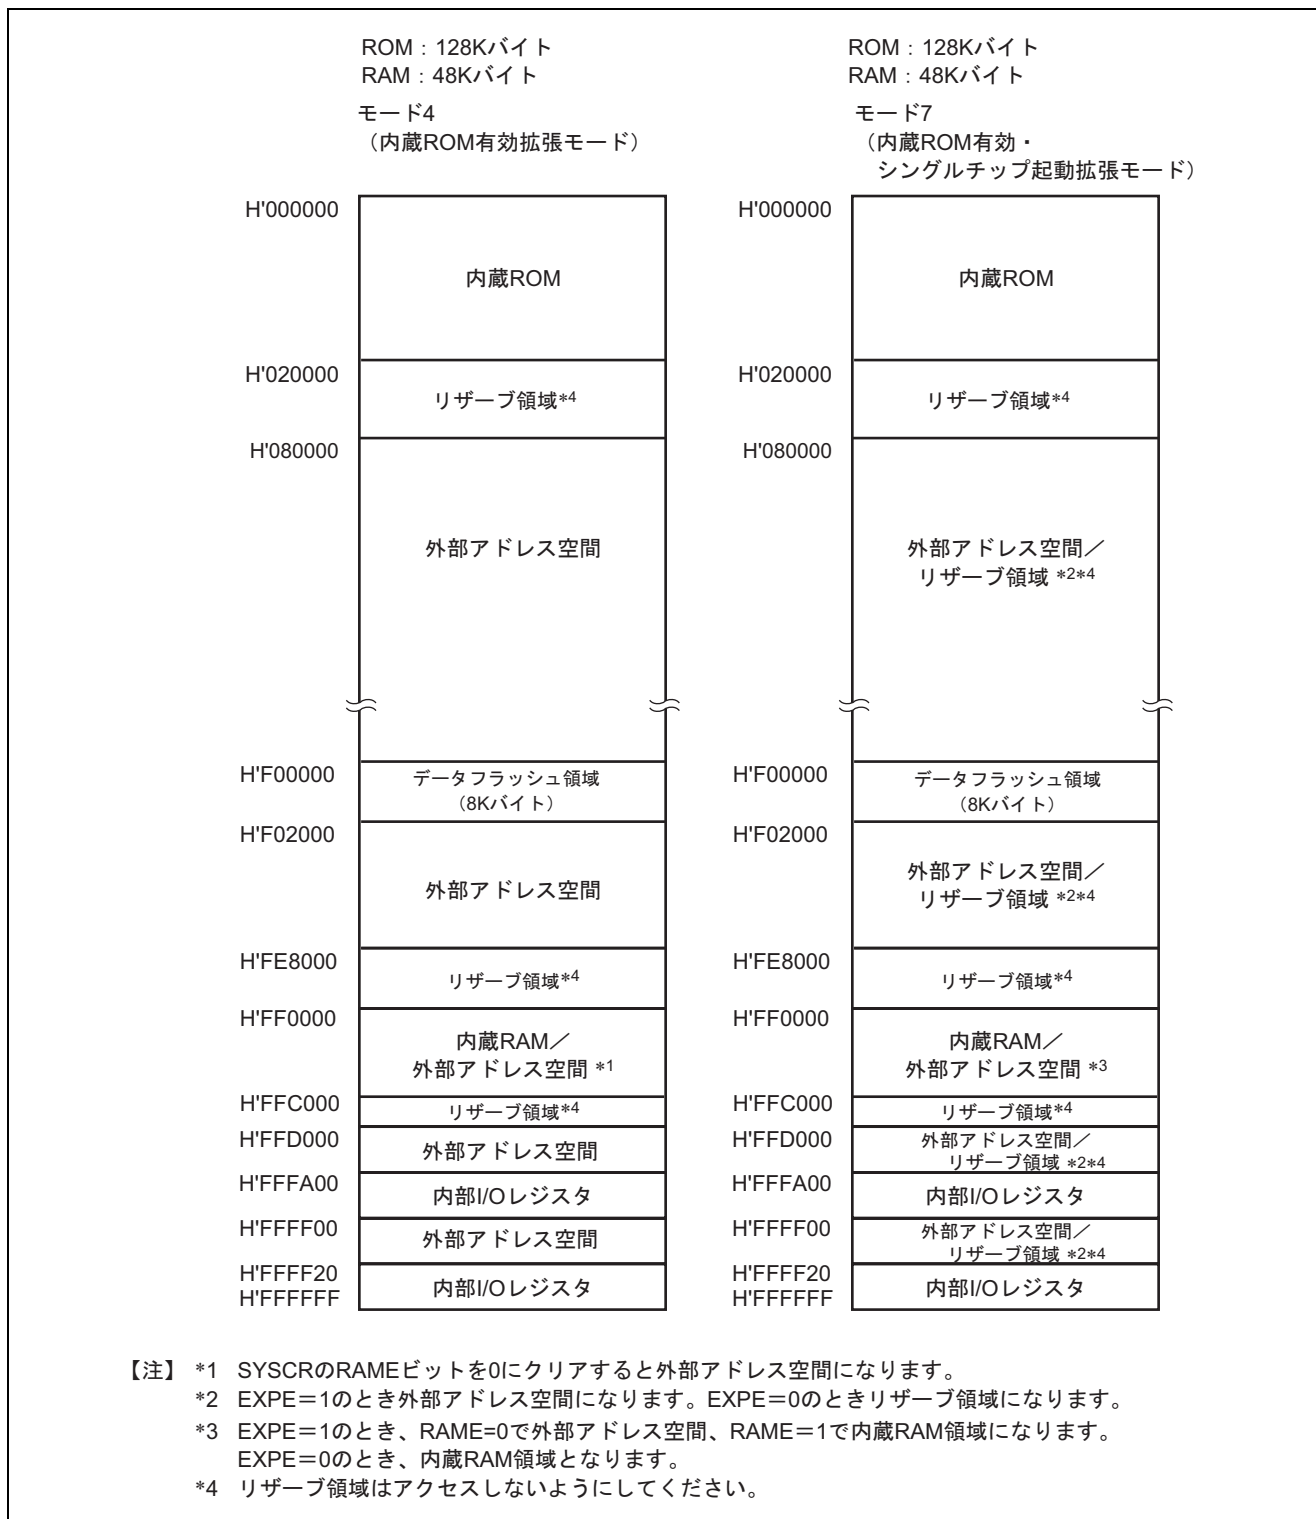 ROM：128Kバイト
RAM：48Kバイト
モード4
（内蔵ROM有効拡張モード）
H'000000
内蔵ROM
H'020000
リザーブ領域*4
H'080000
外部アドレス空間
H'F00000
データフラッシュ領域
（8Kバイト）
H'F02000
外部アドレス空間
H'FE8000
リザーブ領域*4
H'FF0000
内蔵RAM／
外部アドレス空間 *1
H'FFC000
リザーブ領域*4
H'FFD000
外部アドレス空間
H'FFFA00
内部I/Oレジスタ
H'FFFF00
外部アドレス空間
H'FFFF20
内部I/Oレジスタ
H'FFFFFF
ROM：128Kバイト
RAM：48Kバイト
モード7
（内蔵ROM有効・
シングルチップ起動拡張モード）
H'000000
内蔵ROM
H'020000
リザーブ領域*4
H'080000
外部アドレス空間／
リザーブ領域 *2*4
H'F00000
データフラッシュ領域
（8Kバイト）
H'F02000
外部アドレス空間／
リザーブ領域 *2*4
H'FE8000
リザーブ領域*4
H'FF0000
内蔵RAM／
外部アドレス空間 *3
H'FFC000
リザーブ領域*4
H'FFD000
外部アドレス空間／
リザーブ領域 *2*4
H'FFFA00
内部I/Oレジスタ
H'FFFF00
外部アドレス空間／
リザーブ領域 *2*4
H'FFFF20
内部I/Oレジスタ
H'FFFFFF
【注】 *1 SYSCRのRAMEビットを0にクリアすると外部アドレス空間になります。
*2 EXPE＝1のとき外部アドレス空間になります。EXPE＝0のときリザーブ領域になります。
*3 EXPE＝1のとき、RAME=0で外部アドレス空間、RAME＝1で内蔵RAM領域になります。
EXPE＝0のとき、内蔵RAM領域となります。
*4 リザーブ領域はアクセスしないようにしてください。